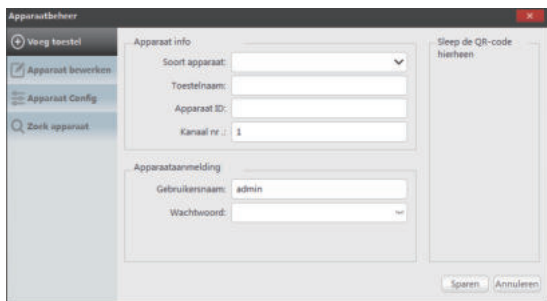 Apparaatbeheer
Voeg toestel
Apparaat bewerken
Apparaat Config
Zoek apparaat
Apparaat info
Soort apparaat:
Toestelnaam:
Apparaat ID:
Kanaal nr .: 1
Apparaataanmelding
Gebruikersnaam: admin
Wachtwoord:
Sleep de QR-code
hierheen
Sparen Annuleren